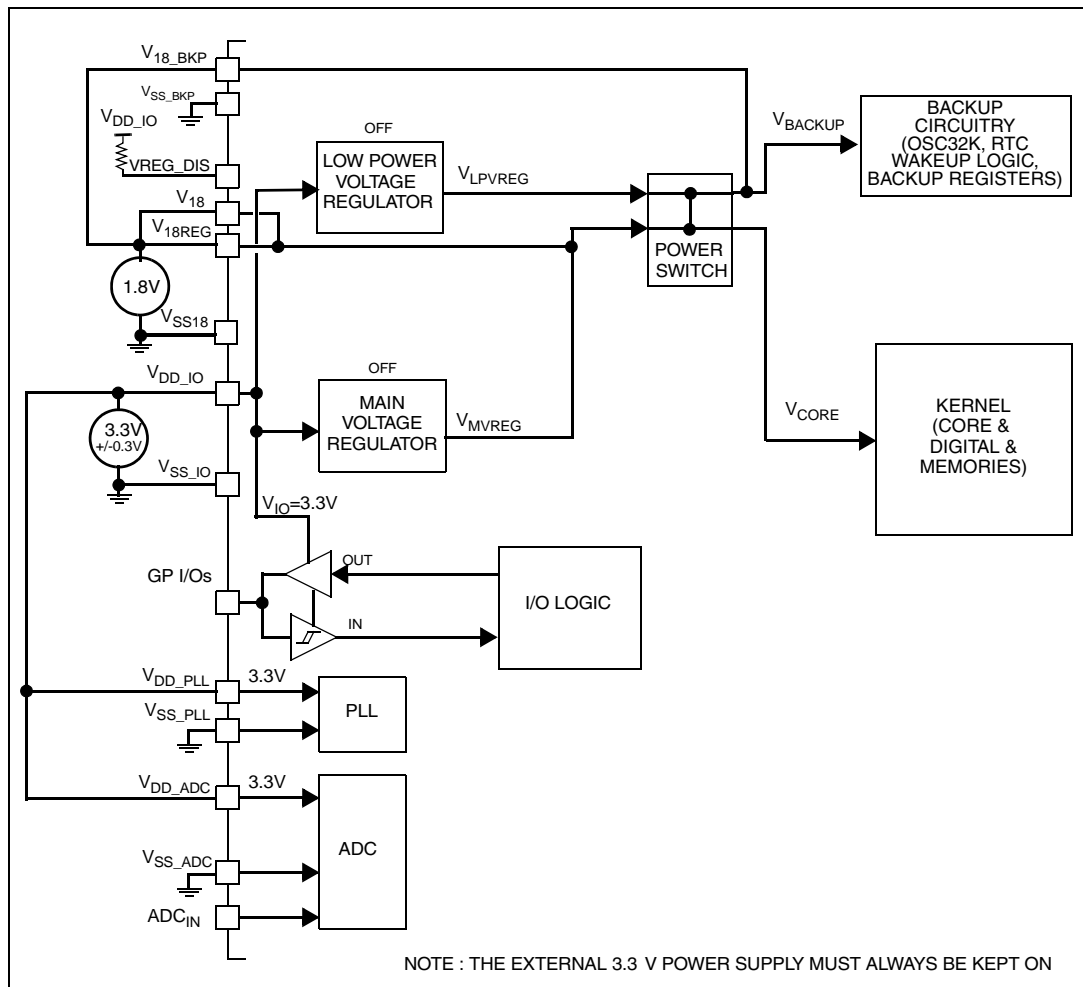 V18_BKP
VSS_BKP
VDD_IO
VREG_DIS
V18
V18REG
1.8V
VSS18
VDD_IO
3.3V
+/-0.3V
VSS_IO
OFF
LOW POWER
VOLTAGE
REGULATOR
VLPVREG
POWER
SWITCH
VBACKUP
BACKUP
CIRCUITRY
(OSC32K, RTC
WAKEUP LOGIC,
BACKUP REGISTERS)
OFF
MAIN
VOLTAGE
REGULATOR
VMVREG
VCORE
KERNEL
(CORE &
DIGITAL &
MEMORIES)
VIO=3.3V
GP I/Os
OUT
IN
I/O LOGIC
VDD_PLL
3.3V
VSS_PLL
PLL
VDD_ADC
3.3V
VSS_ADC
ADCIN
ADC
NOTE : THE EXTERNAL 3.3 V POWER SUPPLY MUST ALWAYS BE KEPT ON